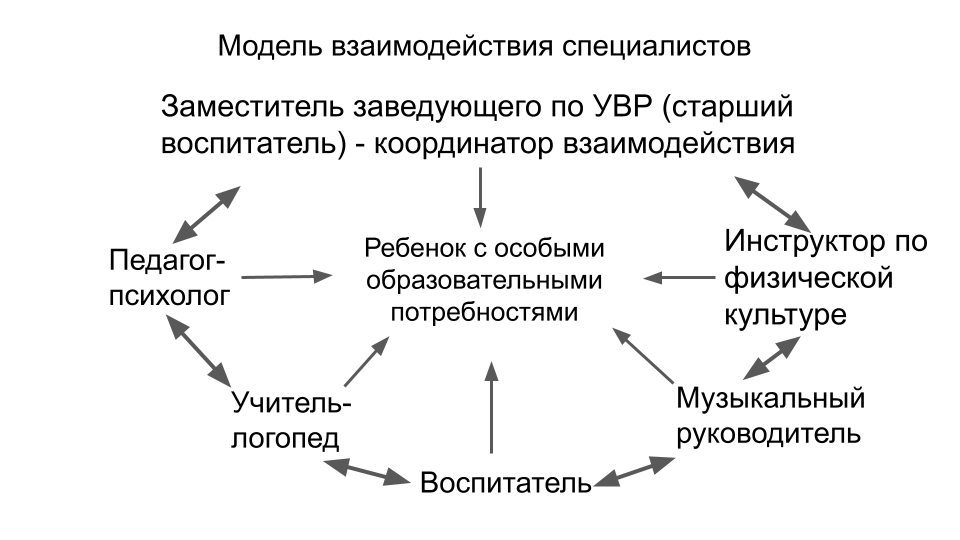 Модель взаимодействия специалистов
Заместитель заведующего по УВР (старший
воспитатель) - координатор взаимодействия
Педагог-
психолог
Ребенок с особыми
образовательными
потребностями
Инструктор по
физической
культуре
Учитель-
логопед
Музыкальный
руководитель
Воспитатель